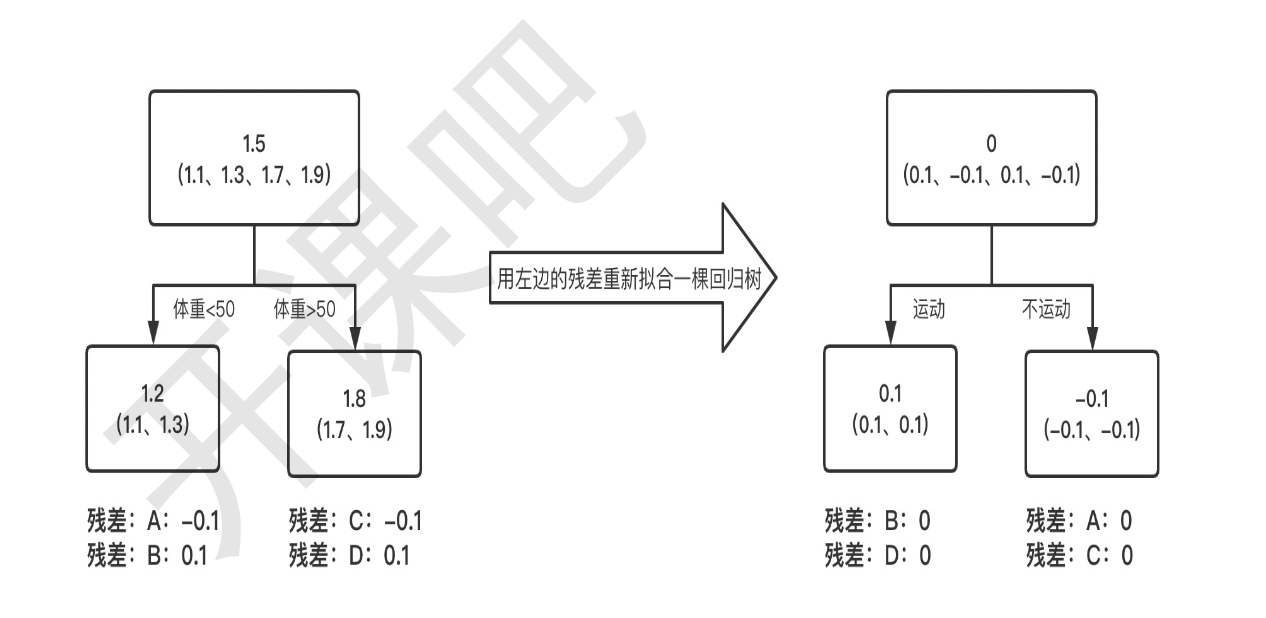 1.5
(1.1、1.3、1.7、1.9)
体重<50
体重>50
1.2
(1.1、1.3)
1.8
(1.7、1.9)
残差：A：-0.1
残差：B：0.1
残差：C：-0.1
残差：D：0.1
用左边的残差重新拟合一棵回归树
0
(0.1、-0.1、0.1、-0.1)
运动
不运动
0.1
(0.1、0.1)
-0.1
(-0.1、-0.1)
残差：B：0
残差：D：0
残差：A：0
残差：C：0
开课吧